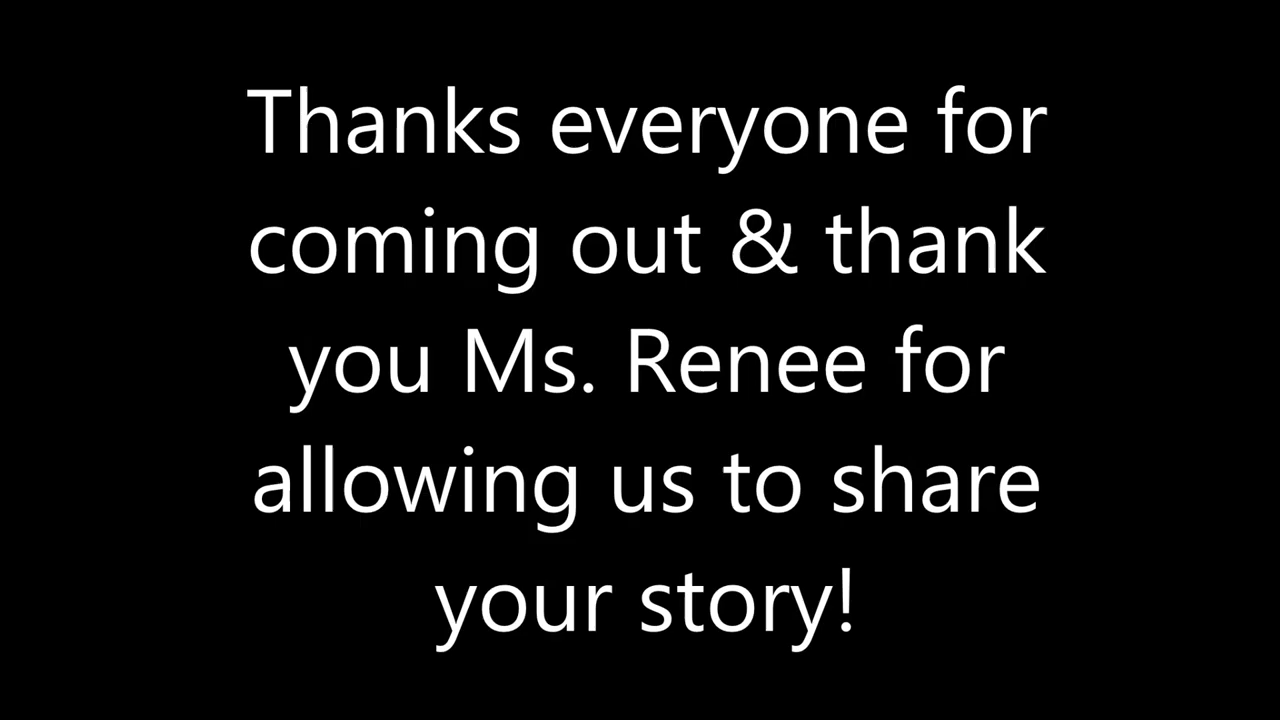 Thanks everyone for
coming out & thank
you Ms. Renee for
allowing us to share
your story!